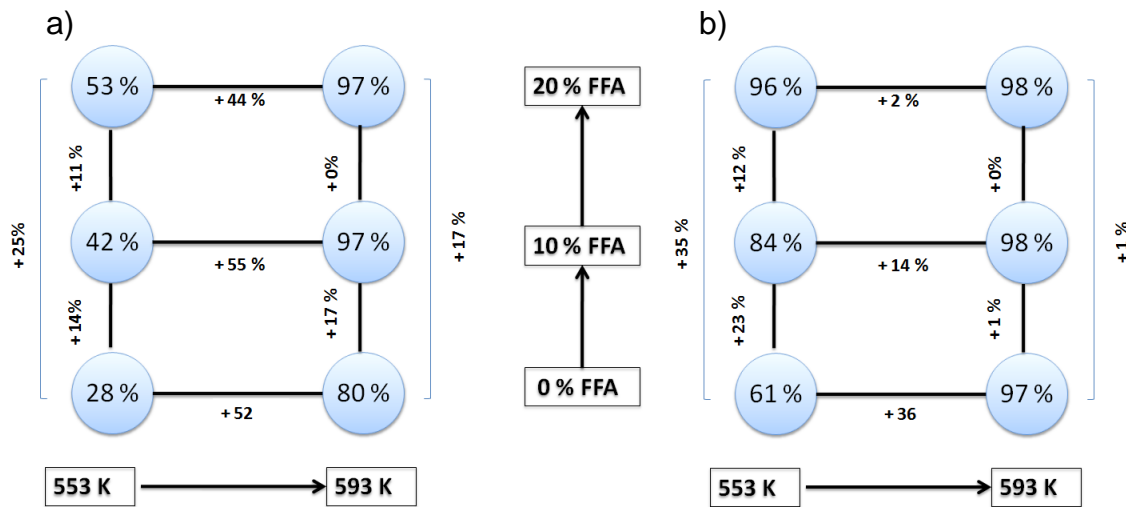 a)
53 %
+ 44 %
97 %
+11 %
+ 0%
+25%
+ 17 %
42 %
+ 55 %
97 %
+14%
+ 17 %
28 %
+ 52
80 %
553 K
593 K
20 % FFA
10 % FFA
0 % FFA
b)
96 %
+ 2 %
98 %
+12 %
+0%
+ 35 %
+ 1 %
84 %
+ 14 %
98 %
+ 23 %
+ 1 %
61 %
+ 36
97 %
553 K
593 K